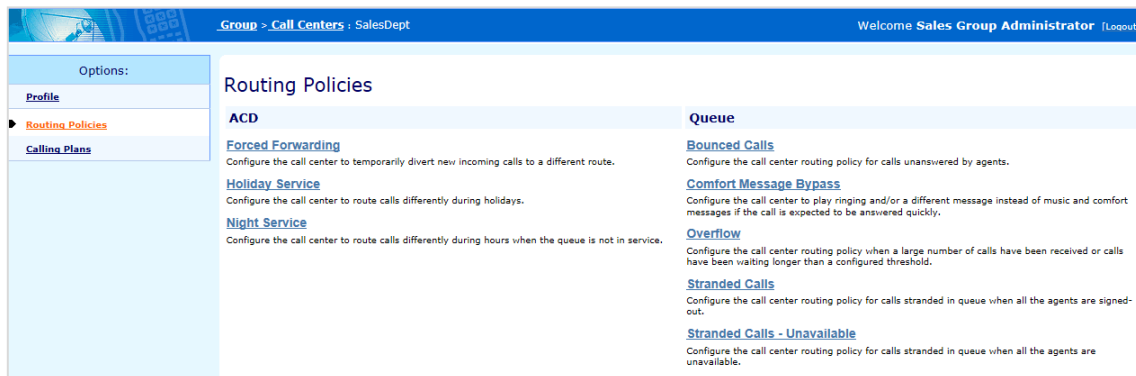 Group > Call Centers : SalesDept
Welcome Sales Group Administrator [Logout
Options:
Profile
Routing Policies
Calling Plans
Routing Policies
ACD
Forced Forwarding
Configure the call center to temporarily divert new incoming calls to a different route.
Holiday Service
Configure the call center to route calls differently during holidays.
Night Service
Configure the call center to route calls differently during hours when the queue is not in service.
Queue
Bounced Calls
Configure the call center routing policy for calls unanswered by agents.
Comfort Message Bypass
Configure the call center to play ringing and/or a different message instead of music and comfort
messages if the call is expected to be answered quickly.
Overflow
Configure the call center routing policy when a large number of calls have been received or calls
have been waiting longer than a configured threshold.
Stranded Calls
Configure the call center routing policy for calls stranded in queue when all the agents are signed-
out.
Stranded Calls - Unavailable
Configure the call center routing policy for calls stranded in queue when all the agents are
unavailable.